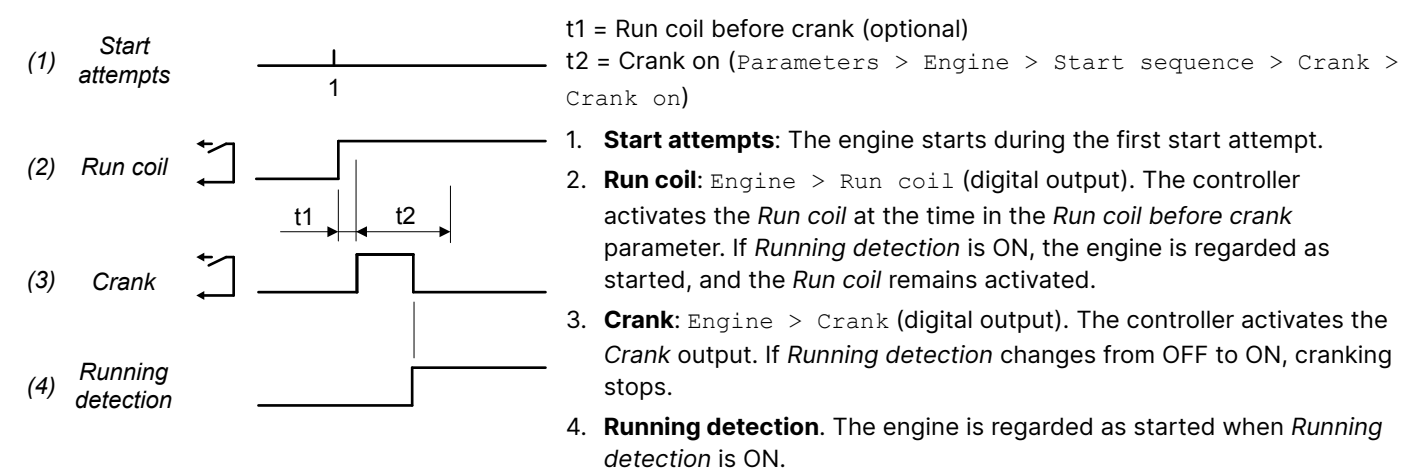 (1) Start
attempts
1
(2) Run coil
t1 t2
(3) Crank
(4) Running
detection
t1 = Run coil before crank (optional)
t2 = Crank on (Parameters > Engine > Start sequence > Crank >
Crank on)
1. Start attempts: The engine starts during the first start attempt.
2. Run coil: Engine > Run coil (digital output). The controller
activates the Run coil at the time in the Run coil before crank
parameter. If Running detection is ON, the engine is regarded as
started, and the Run coil remains activated.
3. Crank: Engine > Crank (digital output). The controller activates the
Crank output. If Running detection changes from OFF to ON, cranking
stops.
4. Running detection. The engine is regarded as started when Running
detection is ON.